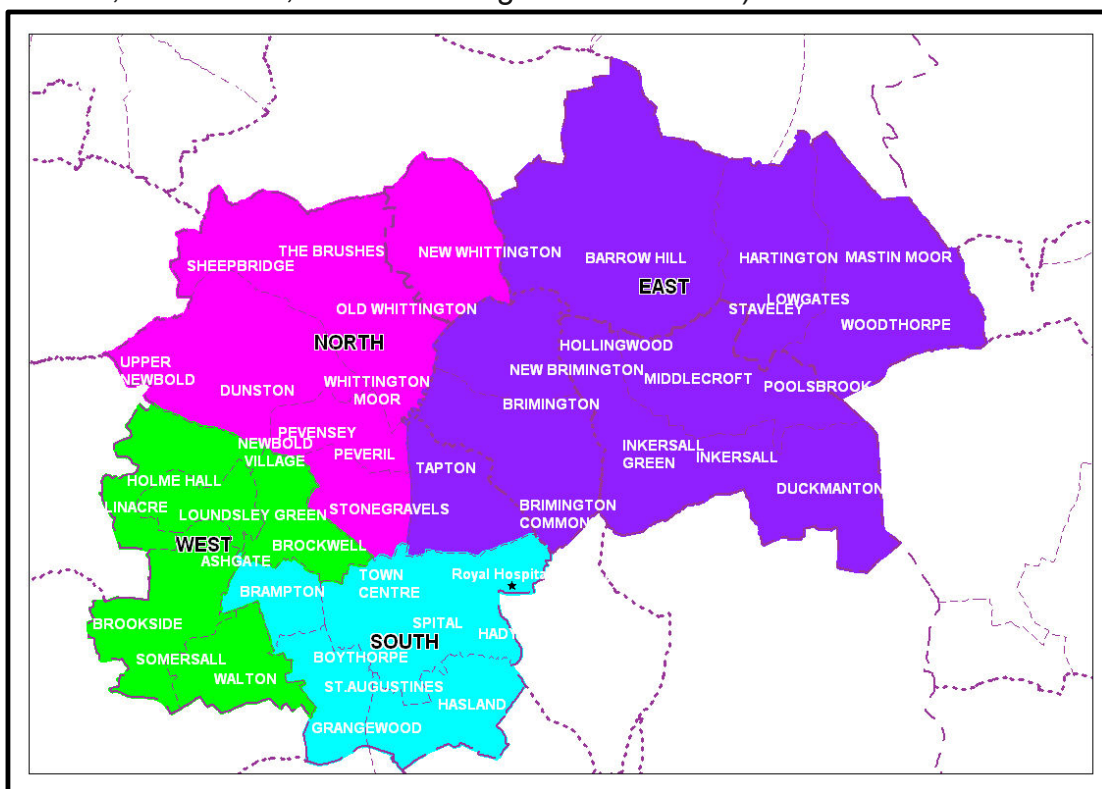 THE BRUSHES
NEW WHITTINGTON
BARROW HILL
HARTINGTON
MASTIN MOOR
SHEEPBRIDGE
EAST
LOWGATES
OLD WHITTINGTON
STAVELEY
WOODTHORPE
NORTH
HOLLINGWOOD
UPPER
NEWBOLD
NEW BRIMINGTON
MIDDLECROFT
POOLSBROOK
DUNSTON
WHITTINGTON
MOOR
BRIMINGTON
PEVENSEY
NEWBOLD
VILLAGE
PEVERIL
TAPTON
INKERSALL
GREEN
INKERSALL
HOLME HALL
DUCKMANTON
LINACRE
LOUNDSLEY GREEN
STONEGRAVELS
BRIMINGTON
COMMON
WEST
BROCKWELL
ASHGATE
TOWN
CENTRE
Royal Hospita
BRAMPTON
BROOKSIDE
SPITAL
HADY
SOUTH
SOMERSALL
BOYTHORPE
WALTON
ST.AUGUSTINES
HASLAND
GRANGEWOOD